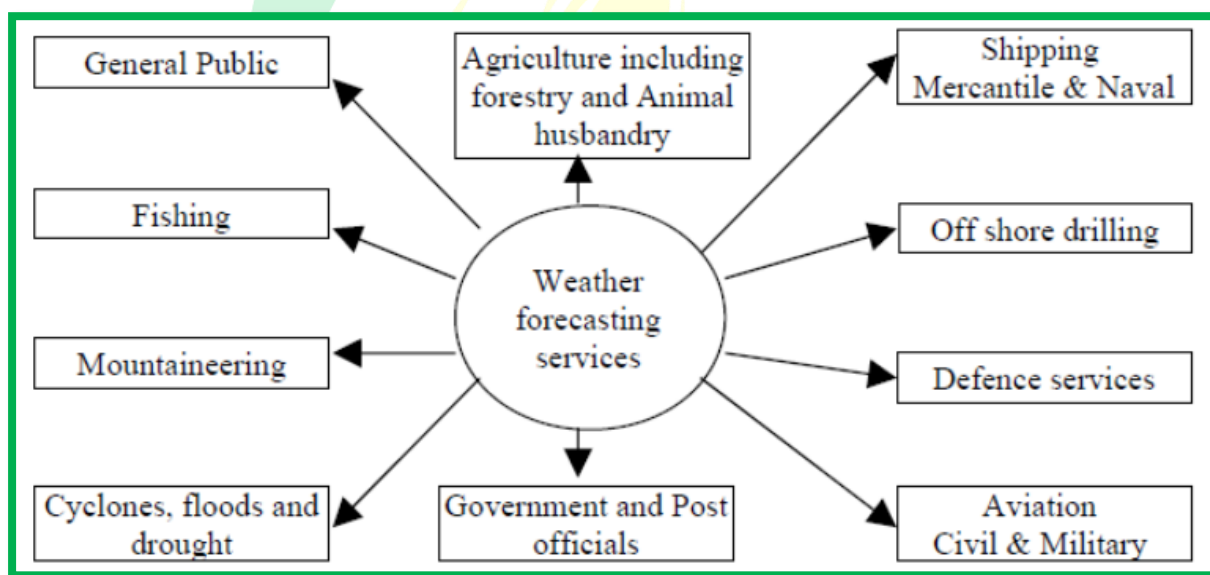 General Public
Agriculture including
forestry and Animal
husbandry
Shipping
Mercantile & Naval
Fishing
Off shore drilling
Weather
forecasting
services
Mountaineering
Defence services
Cyclones, floods and
drought
Government and Post
officials
Aviation
Civil & Military